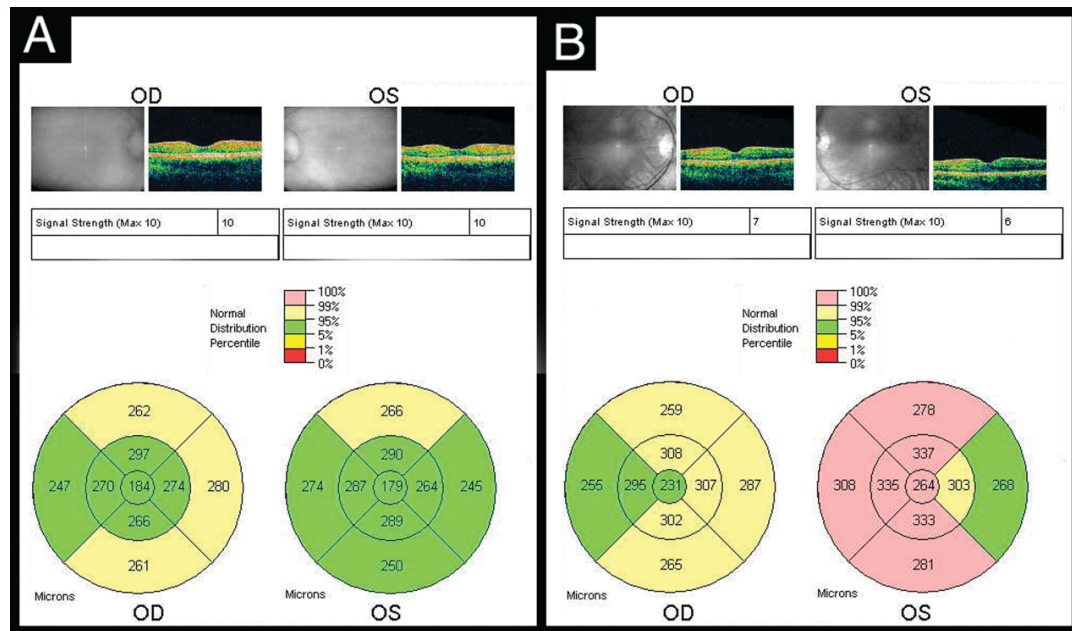 A
OD OS
Signal Strength (Max 10) 10
Signal Strength (Max 10) 10
Normal
Distribution
Percentile
100%
99%
95%
5%
1%
0%
262
297
247 270 184 274 280
266
261
266
290
274 287 179 264 245
289
250
Microns
OD OS
B
OD OS
Signal Strength (Max 10) 7
Signal Strength (Max 10) 6
Normal
Distribution
Percentile
100%
99%
95%
5%
1%
0%
259
308
255 295 231 307 287
302
265
278
337
308 335 264 303 268
333
281
Microns
OD OS